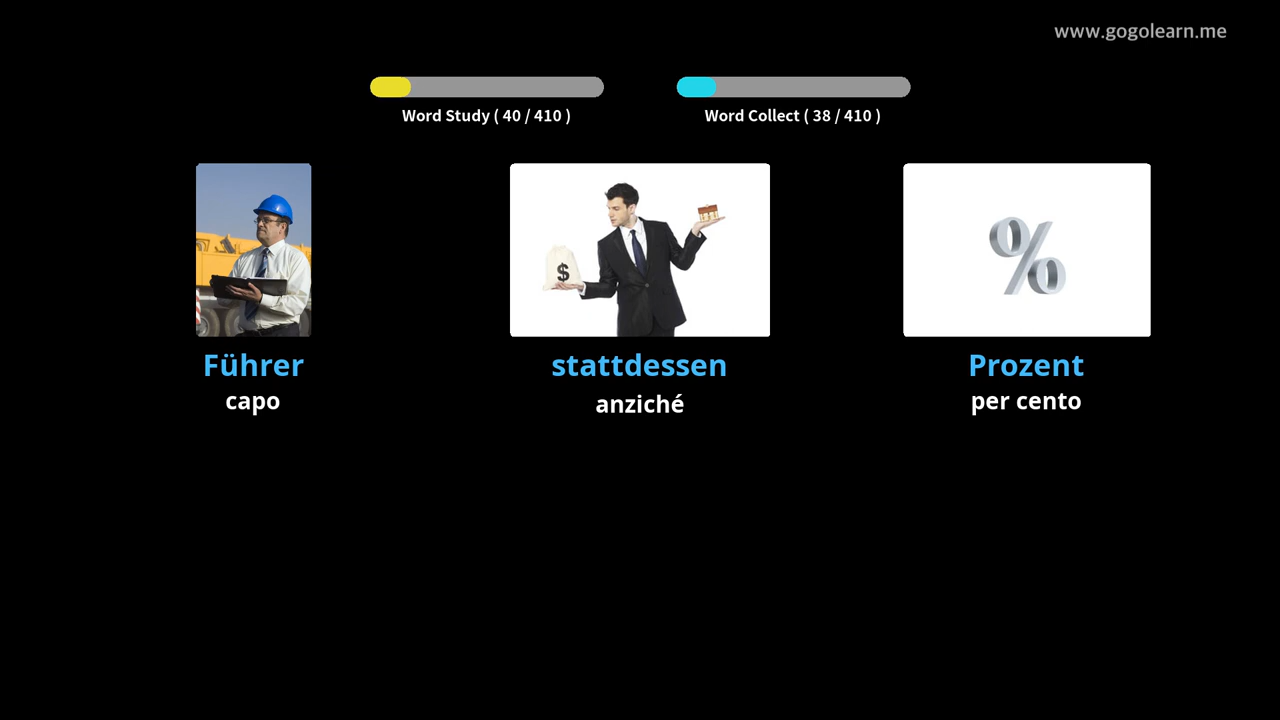 www.gogolearn.me
Word Study ( 40 / 410 )
Word Collect ( 38 / 410 )
$
%
Führer
capo
stattdessen
anziché
Prozent
per cento